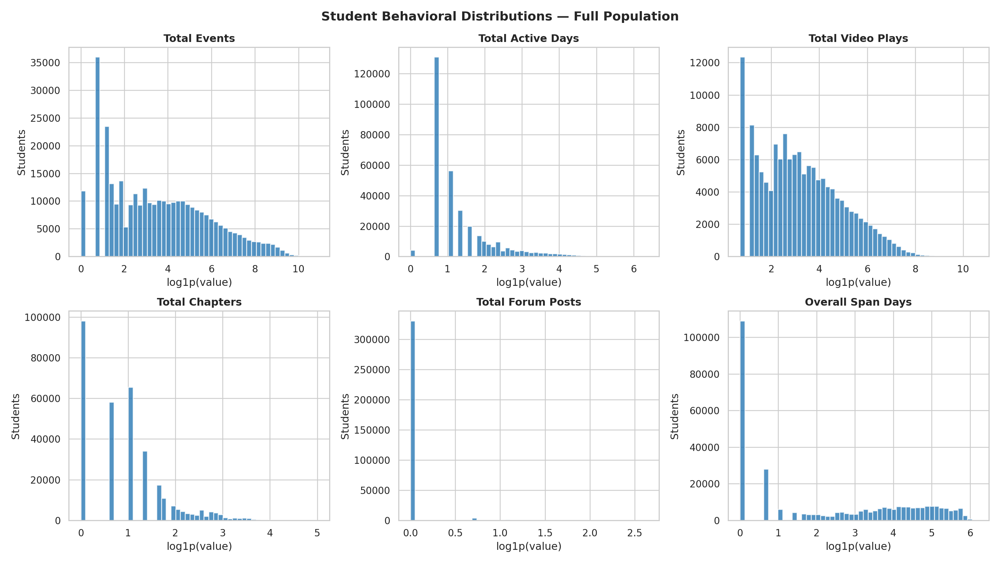 Student Behavioral Distributions — Full Population
Total Events
Students
35000
30000
25000
20000
15000
10000
5000
0
0 2 4 6 8 10
log1p(value)
Total Active Days
Students
120000
100000
80000
60000
40000
20000
0
0 1 2 3 4 5 6
log1p(value)
Total Video Plays
Students
12000
10000
8000
6000
4000
2000
0
2 4 6 8 10
log1p(value)
Total Chapters
Students
100000
80000
60000
40000
20000
0
0 1 2 3 4 5
log1p(value)
Total Forum Posts
Students
300000
250000
200000
150000
100000
50000
0
0.0 0.5 1.0 1.5 2.0 2.5
log1p(value)
Overall Span Days
Students
100000
80000
60000
40000
20000
0
0 1 2 3 4 5 6
log1p(value)